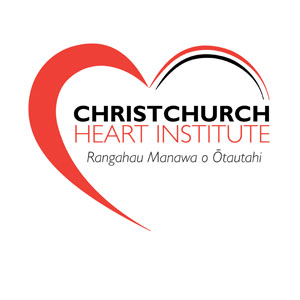 CHRISTCHURCH
HEART INSTITUTE
Rangahau Manawa o Ōtautahi